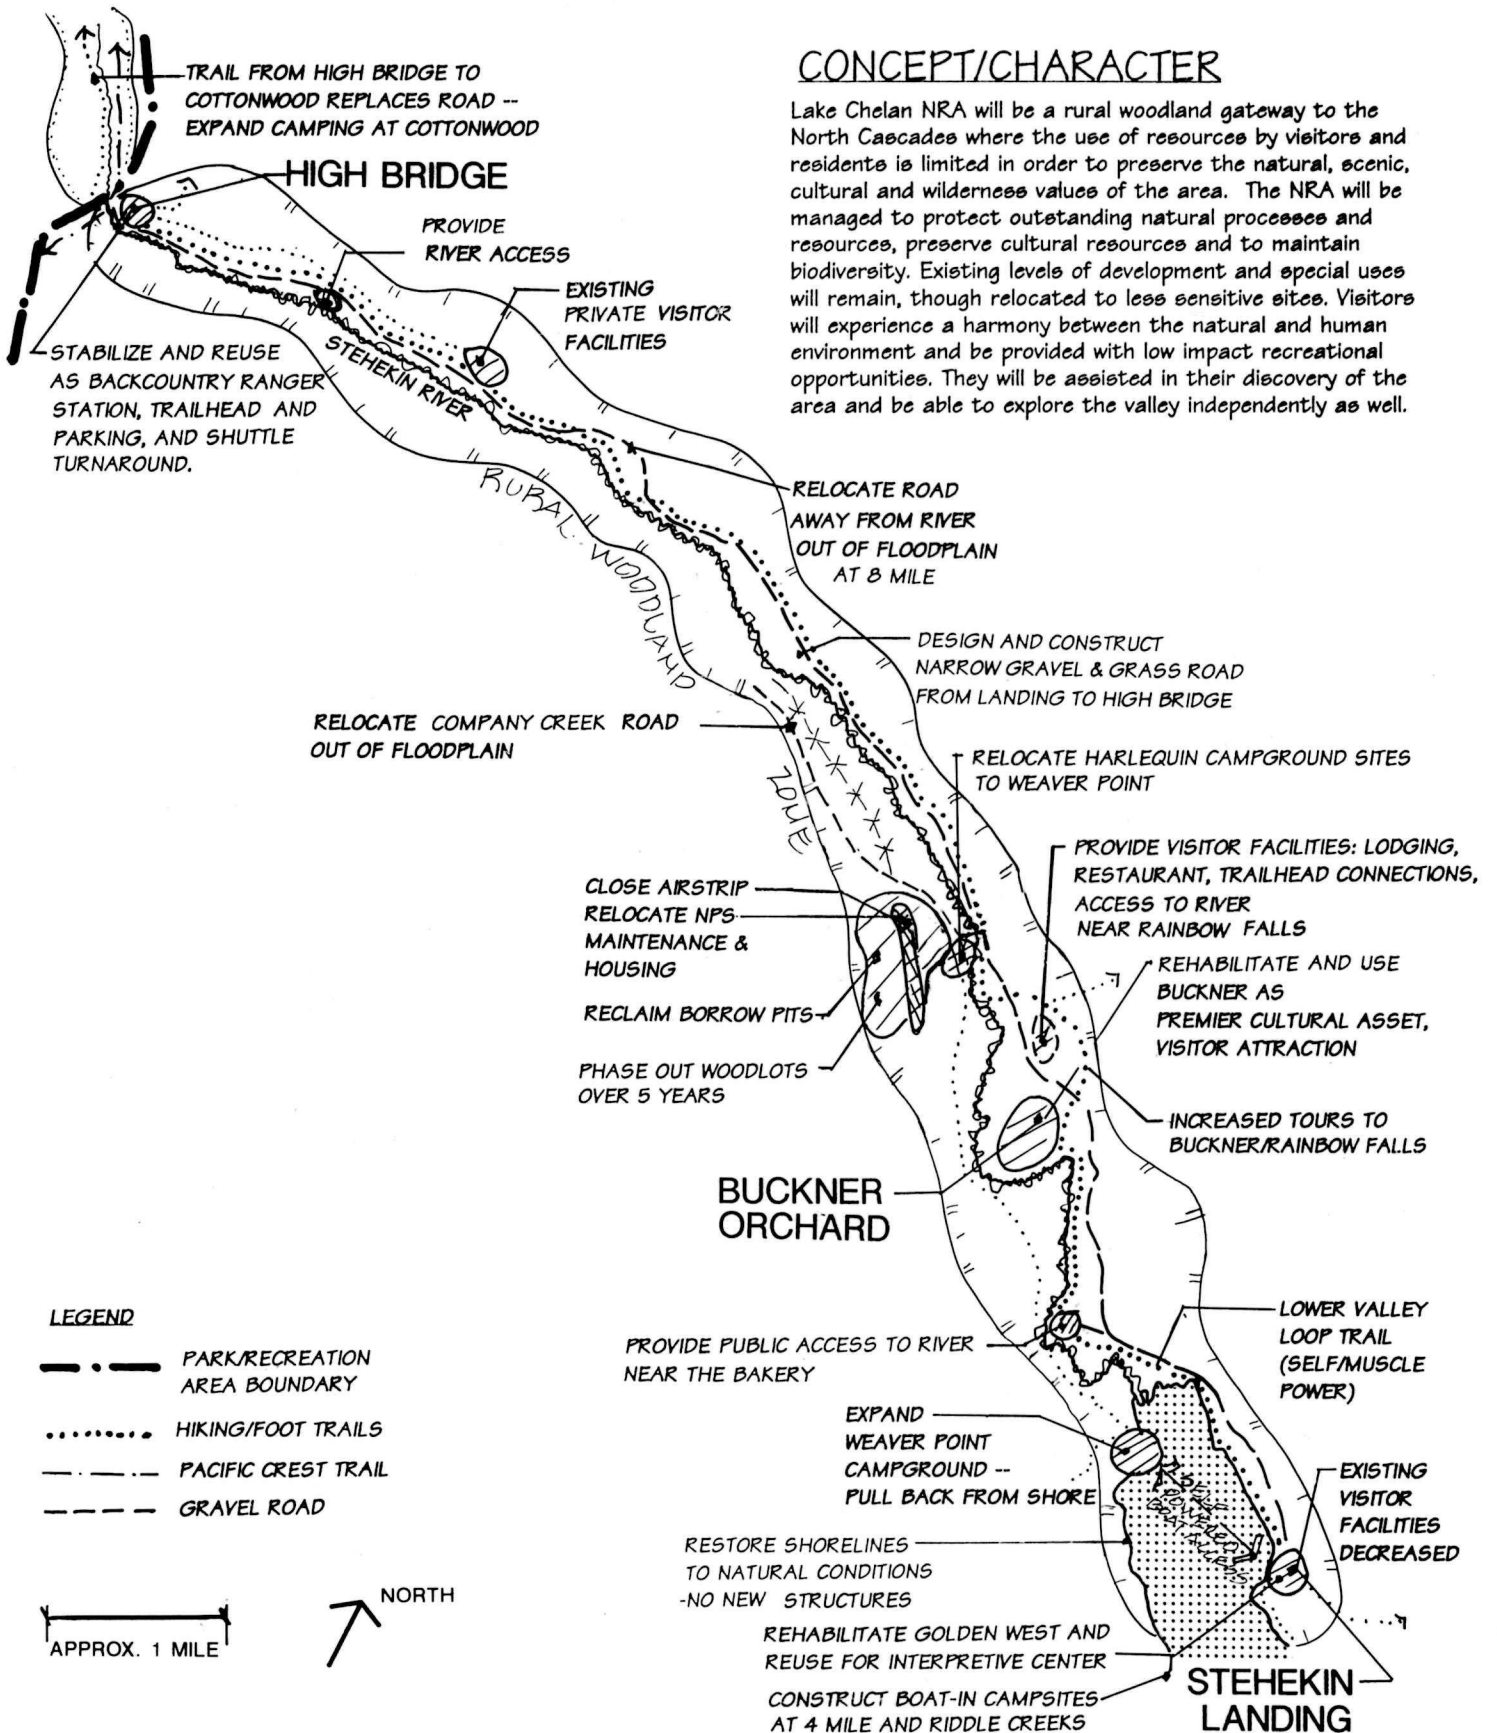 CONCEPT/CHARACTER
Lake Chelan NRA will be a rural woodland gateway to the
North Cascades where the use of resources by visitors and
residents is limited in order to preserve the natural, scenic,
cultural and wilderness values of the area. The NRA will be
managed to protect outstanding natural processes and
resources, preserve cultural resources and to maintain
biodiversity. Existing levels of development and special uses
will remain, though relocated to less sensitive sites. Visitors
will experience a harmony between the natural and human
environment and be provided with low impact recreational
opportunities. They will be assisted in their discovery of the
area and be able to explore the valley independently as well.
TRAIL FROM HIGH BRIDGE TO
COTTONWOOD REPLACES ROAD --
EXPAND CAMPING AT COTTONWOOD
HIGH BRIDGE
PROVIDE
RIVER ACCESS
EXISTING
PRIVATE VISITOR
FACILITIES
STABILIZE AND REUSE
AS BACKCOUNTRY RANGER
STATION, TRAILHEAD AND
PARKING, AND SHUTTLE
TURNAROUND.
STEHEKIN RIVER
RURAL WOODLAND
ZONE
RELOCATE ROAD
AWAY FROM RIVER
OUT OF FLOODPLAIN
AT 8 MILE
DESIGN AND CONSTRUCT
NARROW GRAVEL & GRASS ROAD
FROM LANDING TO HIGH BRIDGE
RELOCATE COMPANY CREEK ROAD
OUT OF FLOODPLAIN
RELOCATE HARLEQUIN CAMPGROUND SITES
TO WEAVER POINT
PROVIDE VISITOR FACILITIES: LODGING,
RESTAURANT, TRAILHEAD CONNECTIONS,
ACCESS TO RIVER
NEAR RAINBOW FALLS
CLOSE AIRSTRIP
RELOCATE NPS
MAINTENANCE &
HOUSING
RECLAIM BORROW PITS
PHASE OUT WOODLOTS
OVER 5 YEARS
REHABILITATE AND USE
BUCKNER AS
PREMIER CULTURAL ASSET,
VISITOR ATTRACTION
INCREASED TOURS TO
BUCKNER/RAINBOW FALLS
BUCKNER
ORCHARD
LOWER VALLEY
LOOP TRAIL
(SELF/MUSCLE
POWER)
PROVIDE PUBLIC ACCESS TO RIVER
NEAR THE BAKERY
EXPAND
WEAVER POINT
CAMPGROUND --
PULL BACK FROM SHORE
EXISTING
VISITOR
FACILITIES
DECREASED
RESTORE SHORELINES
TO NATURAL CONDITIONS
-NO NEW STRUCTURES
REHABILITATE GOLDEN WEST AND
REUSE FOR INTERPRETIVE CENTER
CONSTRUCT BOAT-IN CAMPSITES
AT 4 MILE AND RIDDLE CREEKS
STEHEKIN
LANDING
LEGEND
PARK/RECREATION
AREA BOUNDARY
HIKING/FOOT TRAILS
PACIFIC CREST TRAIL
GRAVEL ROAD
APPROX. 1 MILE
NORTH